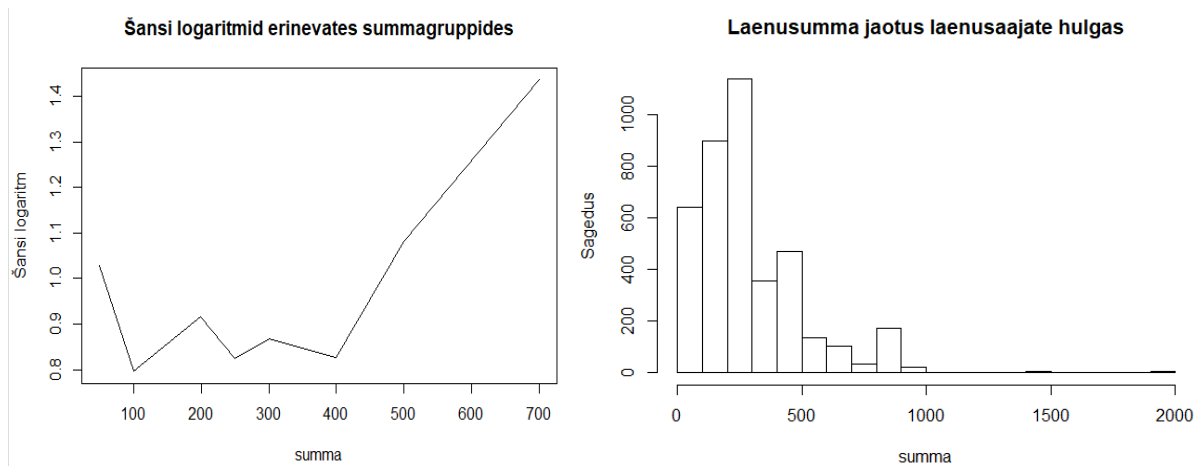 Šansi logaritmid erinevates summagruppides
Šansi logaritm
1.4
1.3
1.2
1.1
1.0
0.9
0.8
100 200 300 400 500 600 700
summa
Laenusumma jaotus laenusaajate hulgas
Sagedus
1000
800
600
400
200
0
0 500 1000 1500 2000
summa